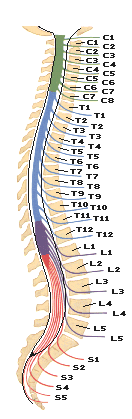 C1
C1
C2
C2
C3
C3
C4
C4
C5
C5
C6
C6
C7
C7
C8
T1
T1
T2
T2
T3
T3
T4
T4
T5
T5
T6
T6
T7
T7
T8
T8
T9
T9
T10
T10
T11
T11
T12
T12
L1
L1
L2
L2
L3
L3
L4
L4
L5
L5
S1
S2
S3
S4
S5